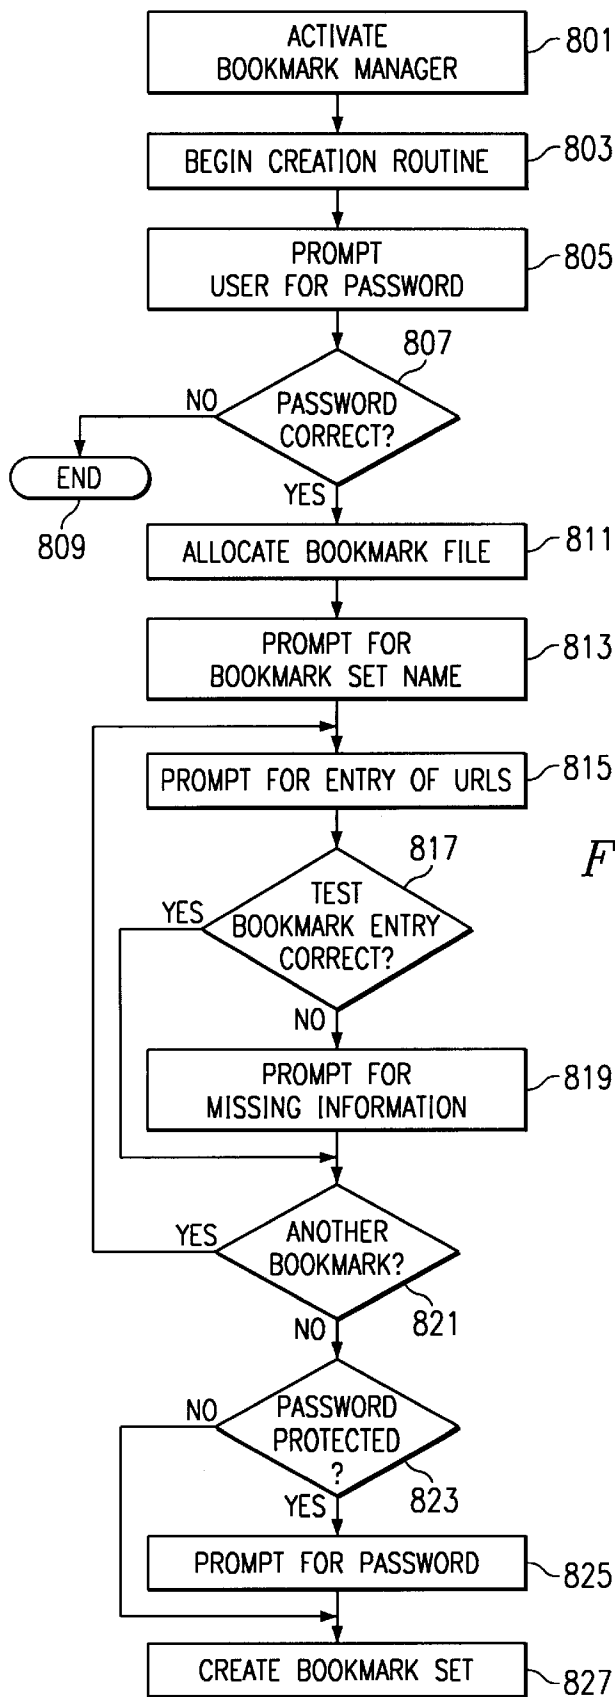 ACTIVATE
BOOKMARK MANAGER
801
BEGIN CREATION ROUTINE
803
PROMPT
USER FOR PASSWORD
805
807
NO
PASSWORD
CORRECT?
END
YES
809
ALLOCATE BOOKMARK FILE
811
PROMPT FOR
BOOKMARK SET NAME
813
PROMPT FOR ENTRY OF URLS
815
817
F
YES
TEST
BOOKMARK ENTRY
CORRECT?
NO
PROMPT FOR
MISSING INFORMATION
819
YES
ANOTHER
BOOKMARK?
821
NO
NO
PASSWORD
PROTECTED
?
823
YES
PROMPT FOR PASSWORD
825
CREATE BOOKMARK SET
827